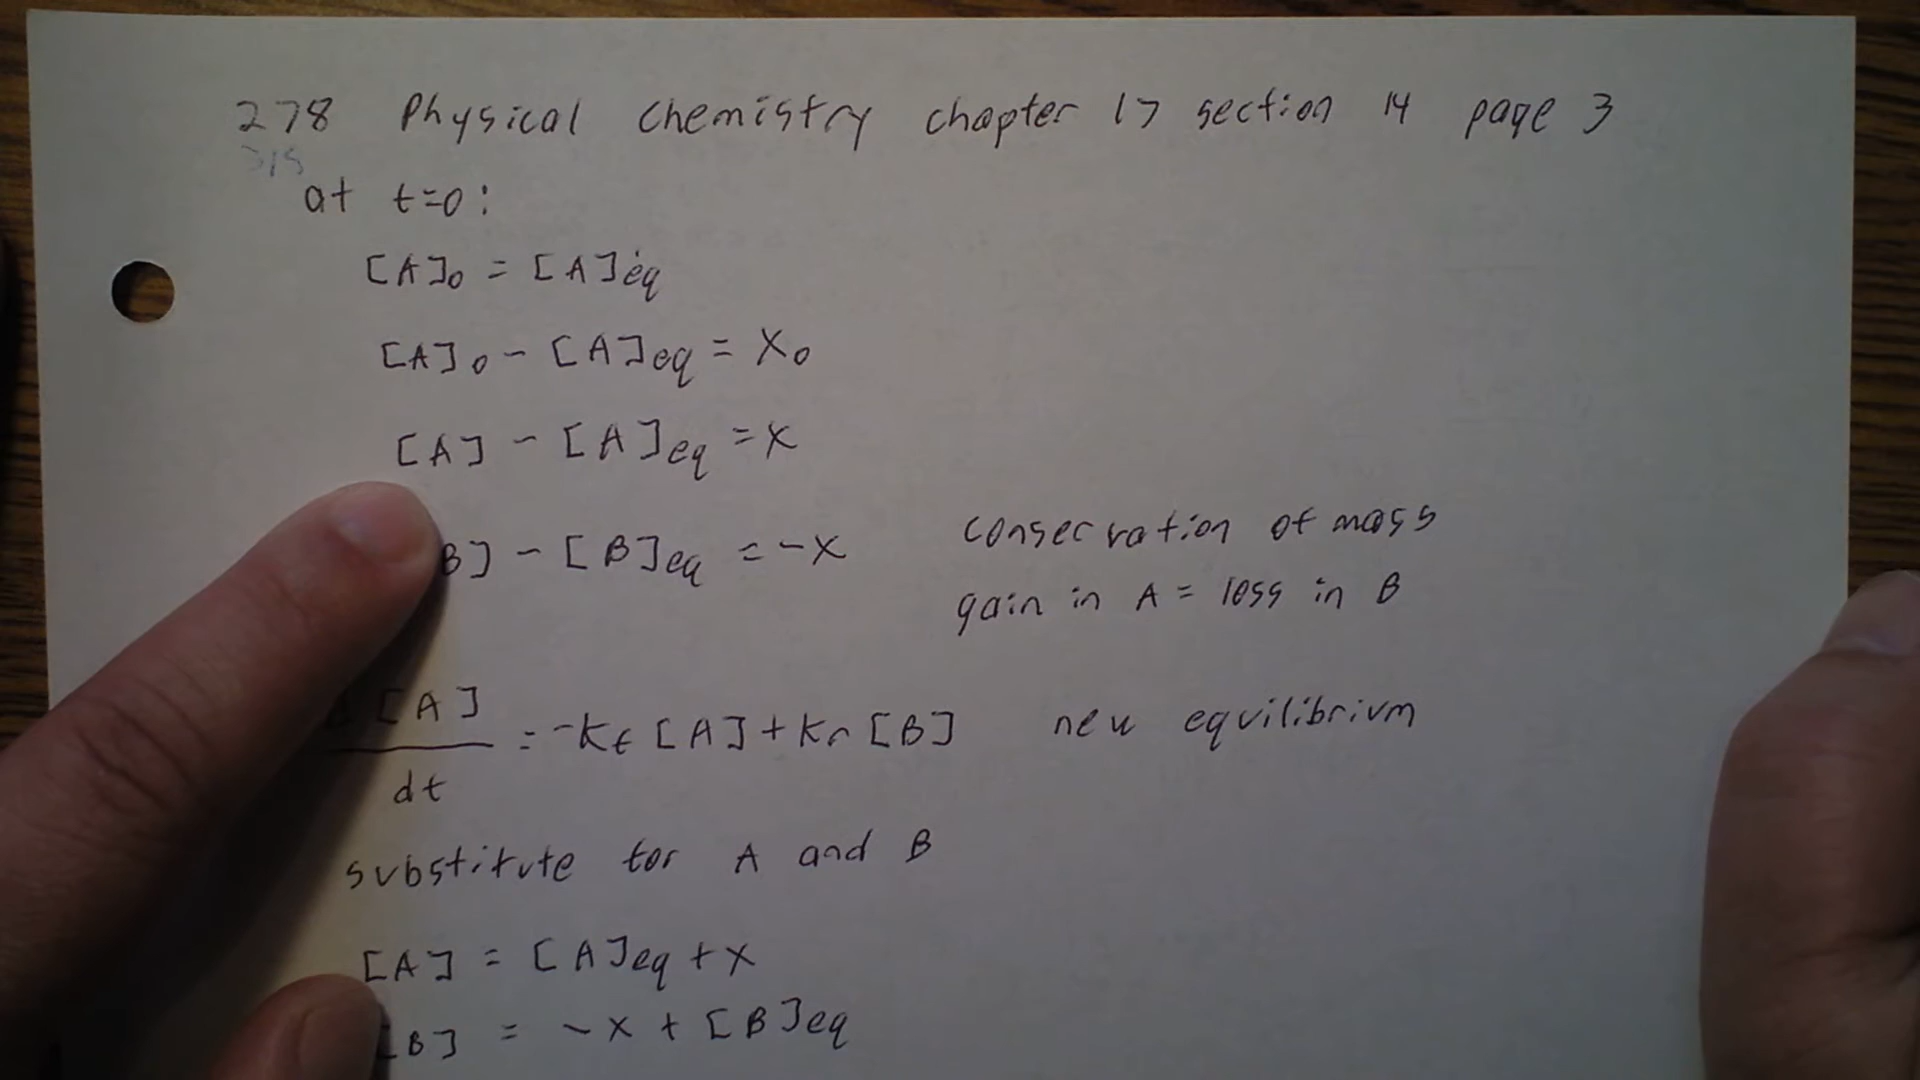 278 Physical Chemistry chapter 17 section 14 page 3
at t=0:
[A]₀ = [A]eq
[A]₀ - [A]eq = X₀
[A] - [A]eq = X
B] - [B]eq = -X
conservation of mass
gain in A = loss in B
d[A]/dt = -kf[A] + kr[B] new equilibrium
substitute for A and B
[A] = [A]eq + X
[B] = -X + [B]eq